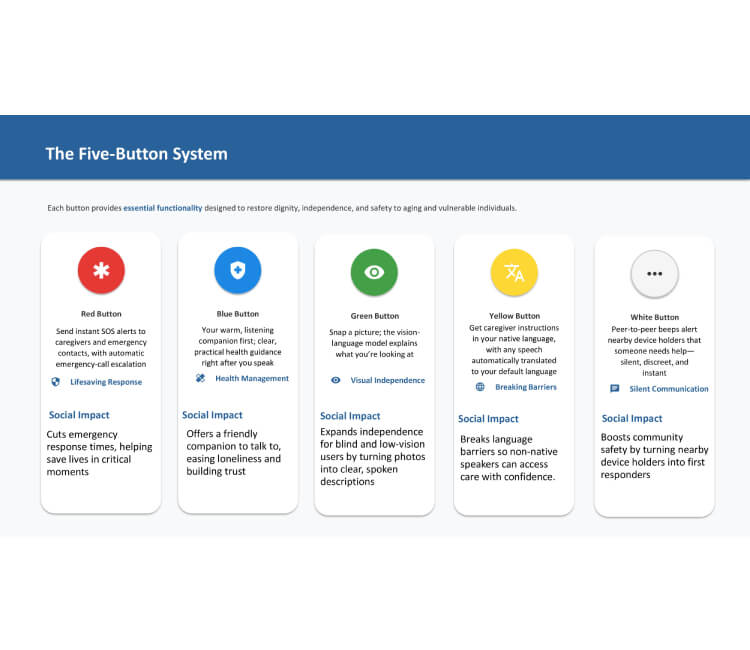 The Five-Button System
Each button provides essential functionality designed to restore dignity, independence, and safety to aging and vulnerable individuals.
Red Button
Send instant SOS alerts to
caregivers and emergency
contacts, with automatic
emergency-call escalation
Lifesaving Response
Social Impact
Cuts emergency
response times, helping
save lives in critical
moments
Blue Button
Your warm, listening
companion first; clear,
practical health guidance
right after you speak
Health Management
Social Impact
Offers a friendly
companion to talk to,
easing loneliness and
building trust
Green Button
Snap a picture; the vision-
language model explains
what you're looking at
Visual Independence
Social Impact
Expands independence
for blind and low-vision
users by turning photos
into clear, spoken
descriptions
Yellow Button
Get caregiver instructions
in your native language,
with any speech
automatically translated
to your default language
Breaking Barriers
Social Impact
Breaks language
barriers so non-native
speakers can access
care with confidence.
White Button
Peer-to-peer beeps alert
nearby device holders that
someone needs help—
silent, discreet, and
instant
Silent Communication
Social Impact
Boosts community
safety by turning nearby
device holders into first
responders